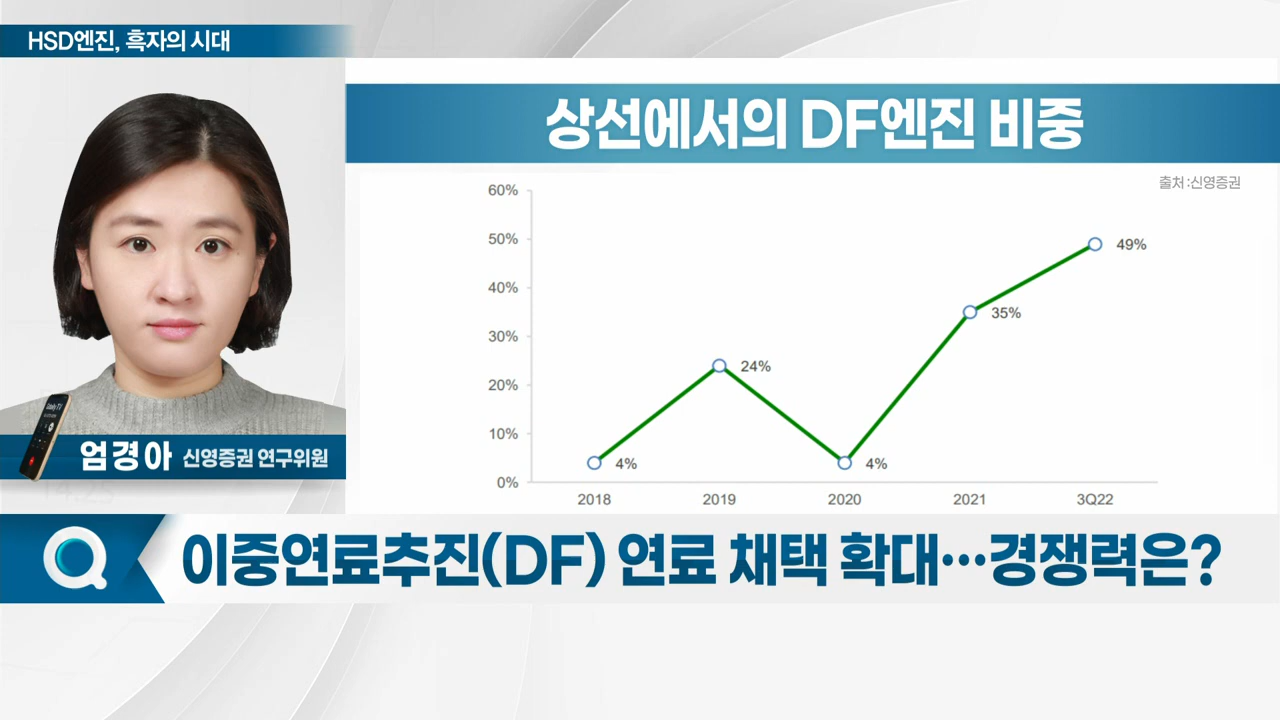 HSD엔진, 흑자의 시대
상선에서의 DF엔진 비중
출처 :신영증권
60%
50%
40%
30%
20%
10%
0%
4%
24%
4%
35%
49%
2018
2019
2020
2021
3Q22
엄경아 신영증권 연구위원
이중연료추진(DF) 연료 채택 확대…경쟁력은?